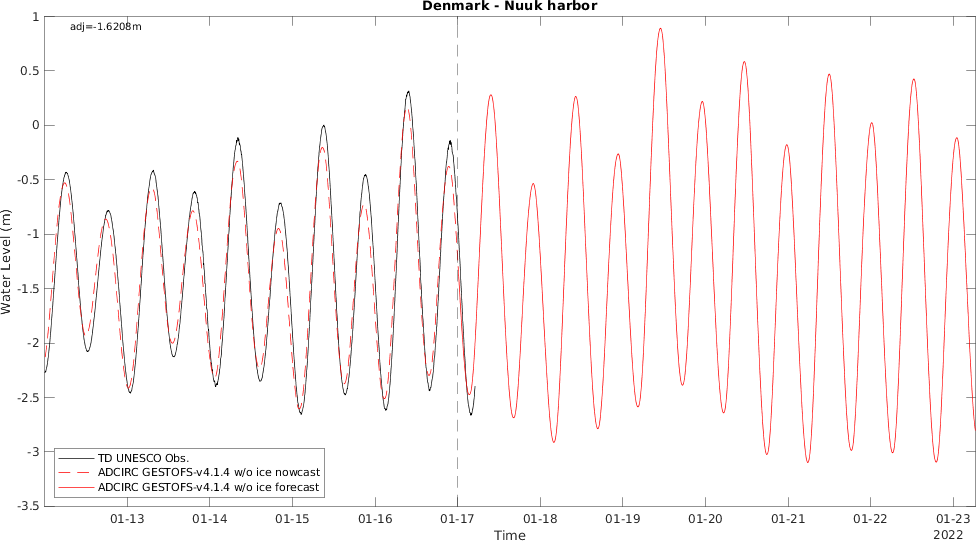 Denmark - Nuuk harbor
adj=-1.6208m
1
0.5
0
-0.5
-1
-1.5
-2
-2.5
-3
-3.5
Water Level (m)
TD UNESCO Obs.
ADCIRC GESTOFS-v4.1.4 w/o ice nowcast
ADCIRC GESTOFS-v4.1.4 w/o ice forecast
01-13 01-14 01-15 01-16 01-17 01-18 01-19 01-20 01-21 01-22 01-23
Time
2022